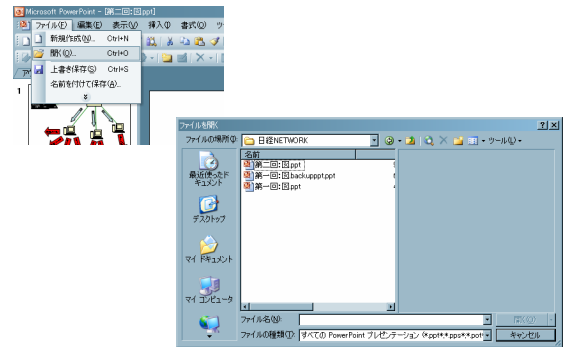 Microsoft PowerPoint - [第二回:図.ppt]
ファイル(F) 編集(E) 表示(V) 挿入(I) 書式(O) ツ
新規作成(N)... Ctrl+N
開く(O)... Ctrl+O
上書き保存(S) Ctrl+S
名前を付けて保存(A)...
1
ファイルを開く
ファイルの場所(I): 日経NETWORK ツール(L)
名前
第二回:図.ppt
第一回:図.backupppt.ppt
第一回:図.ppt
最近使ったドキュメント
デスクトップ
マイ ドキュメント
マイ コンピュータ
ファイル名(N):
開く(O)
ファイルの種類(T): すべての PowerPoint プレゼンテーション (*.ppt;*.pps;*.pot
キャンセル